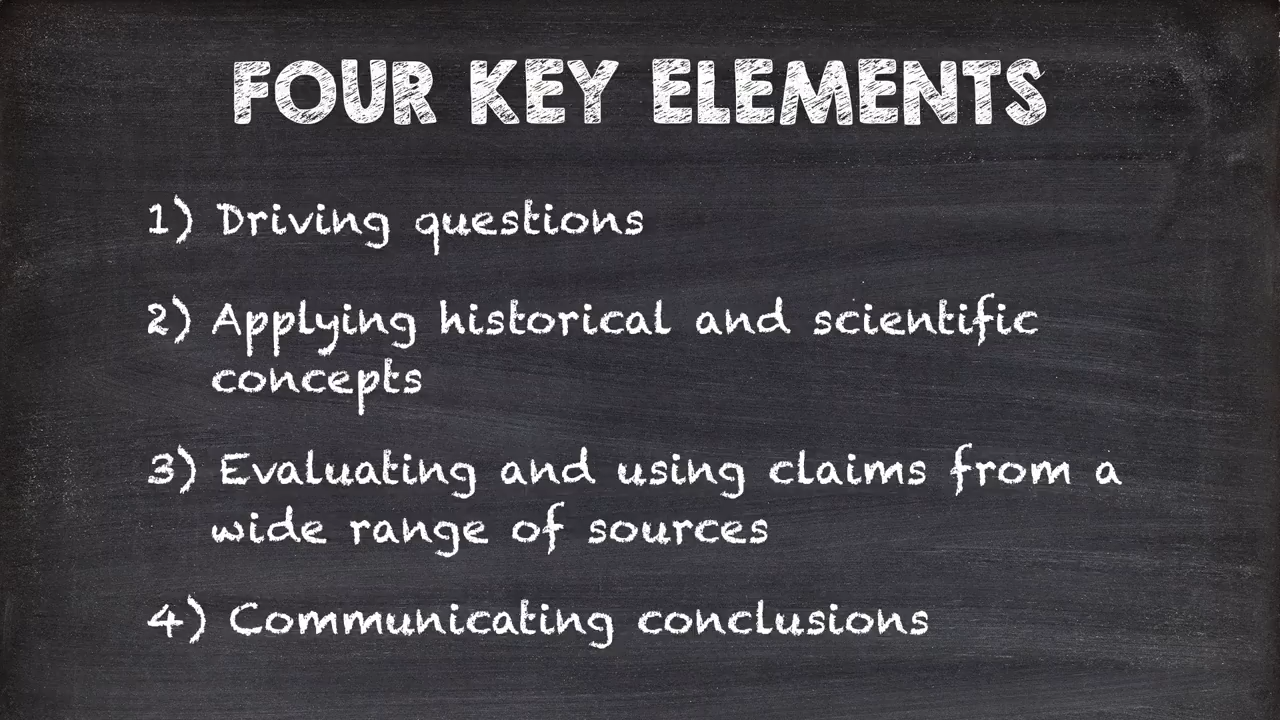 FOUR KEY ELEMENTS
1) Driving questions
2) Applying historical and scientific
concepts
3) Evaluating and using claims from a
wide range of sources
4) Communicating conclusions